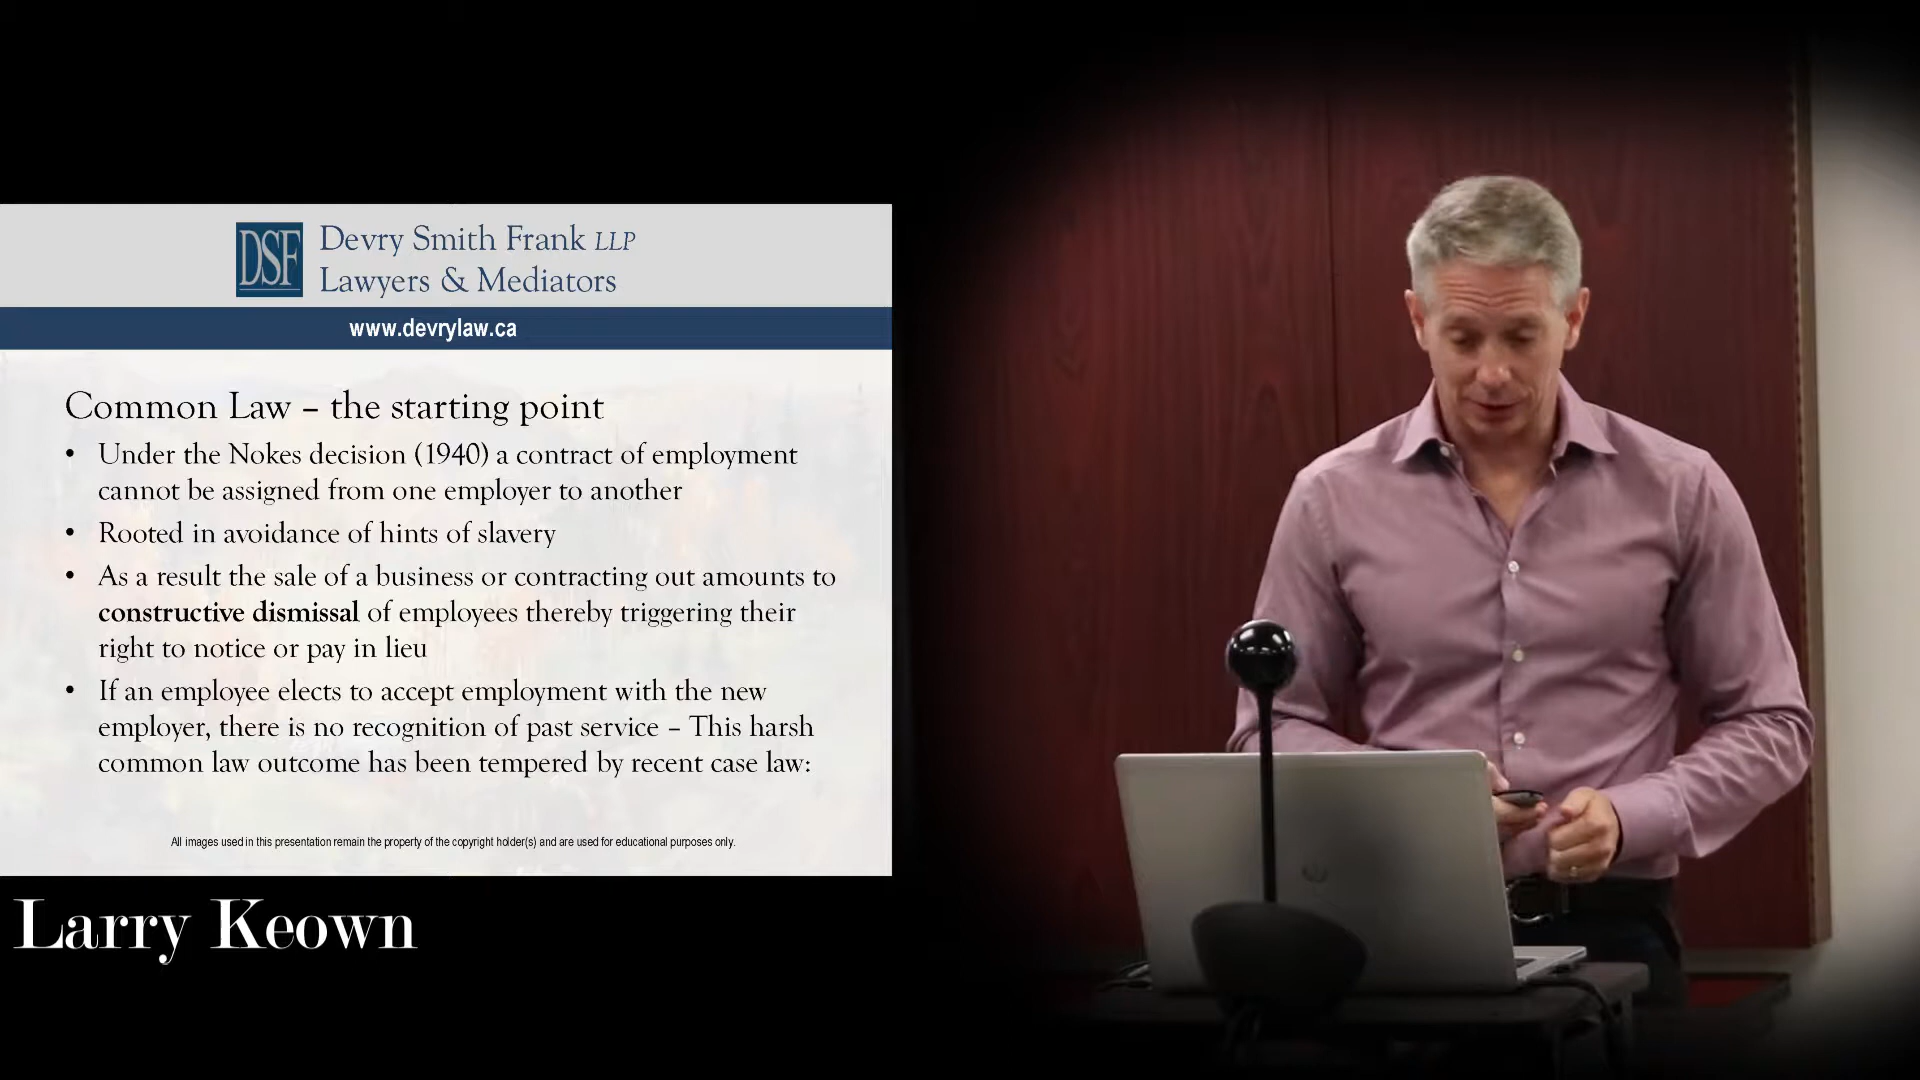 DSF
Devry Smith Frank LLP
Lawyers & Mediators
www.devrylaw.ca
Common Law – the starting point
• Under the Nokes decision (1940) a contract of employment
cannot be assigned from one employer to another
• Rooted in avoidance of hints of slavery
• As a result the sale of a business or contracting out amounts to
constructive dismissal of employees thereby triggering their
right to notice or pay in lieu
• If an employee elects to accept employment with the new
employer, there is no recognition of past service – This harsh
common law outcome has been tempered by recent case law:
All images used in this presentation remain the property of the copyright holder(s) and are used for educational purposes only.
Larry Keown